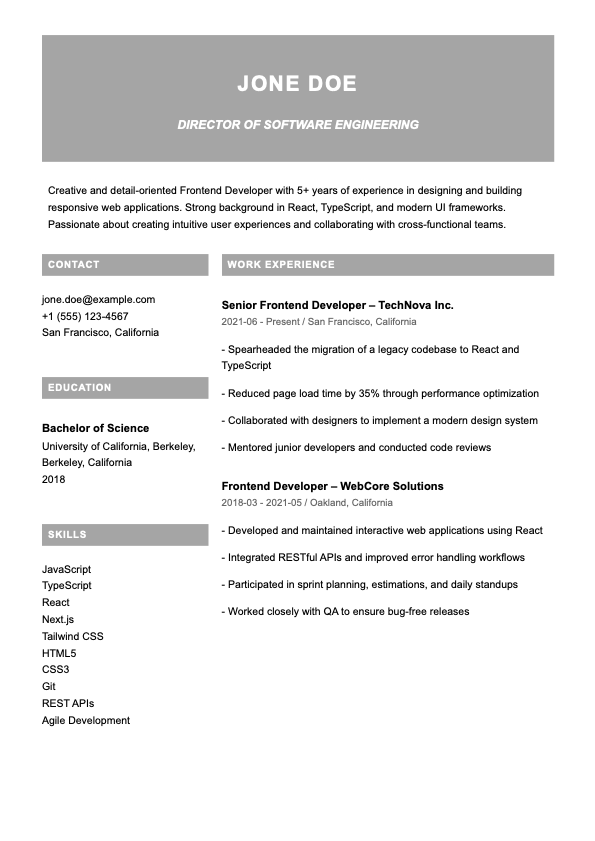 JONE DOE
DIRECTOR OF SOFTWARE ENGINEERING
Creative and detail-oriented Frontend Developer with 5+ years of experience in designing and building
responsive web applications. Strong background in React, TypeScript, and modern UI frameworks.
Passionate about creating intuitive user experiences and collaborating with cross-functional teams.
CONTACT
jone.doe@example.com
+1 (555) 123-4567
San Francisco, California
EDUCATION
Bachelor of Science
University of California, Berkeley,
Berkeley, California
2018
SKILLS
JavaScript
TypeScript
React
Next.js
Tailwind CSS
HTML5
CSS3
Git
REST APIs
Agile Development
WORK EXPERIENCE
Senior Frontend Developer – TechNova Inc.
2021-06 - Present / San Francisco, California
- Spearheaded the migration of a legacy codebase to React and
TypeScript
- Reduced page load time by 35% through performance optimization
- Collaborated with designers to implement a modern design system
- Mentored junior developers and conducted code reviews
Frontend Developer – WebCore Solutions
2018-03 - 2021-05 / Oakland, California
- Developed and maintained interactive web applications using React
- Integrated RESTful APIs and improved error handling workflows
- Participated in sprint planning, estimations, and daily standups
- Worked closely with QA to ensure bug-free releases